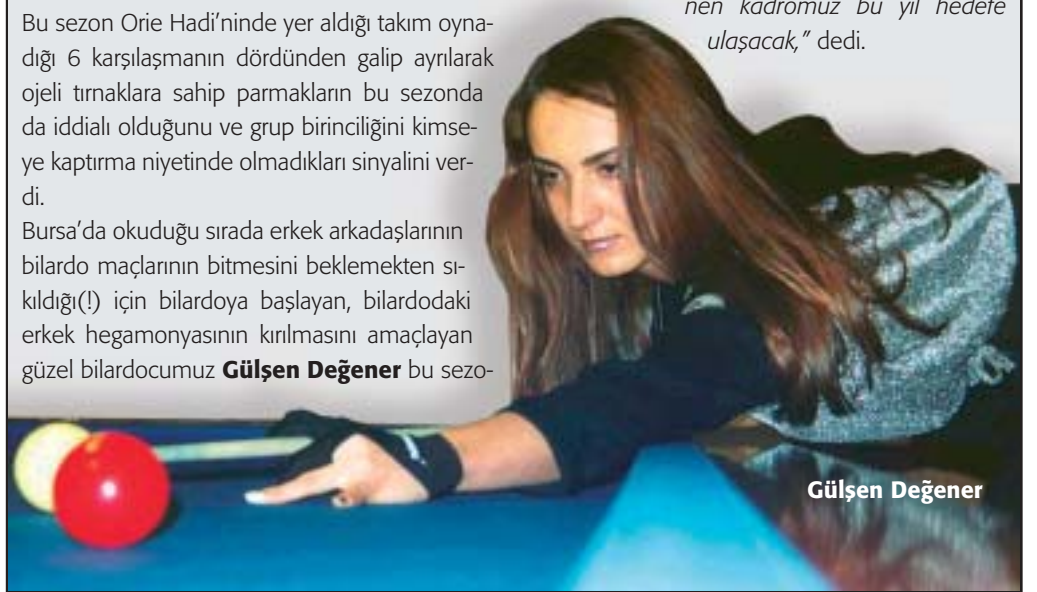 Bu sezon Orie Hadi'ninde yer aldığı takım oyna-
dığı 6 karşılaşmanın dördünden galip ayrılarak
ojeli tırnaklara sahip parmakların bu sezonda
da iddialı olduğunu ve grup birinciliğini kimse-
ye kaptırma niyetinde olmadıkları sinyalini ver-
di.
Bursa'da okuduğu sırada erkek arkadaşlarının
bilardo maçlarının bitmesini beklemekten sı-
kıldığı(!) için bilardoya başlayan, bilardodaki
erkek hegamonyasının kırılmasını amaçlayan
güzel bilardocumuz Gülşen Değener bu sezo-
nen kadromuz bu yıl hedefe
ulaşacak," dedi.
Gülşen Değener